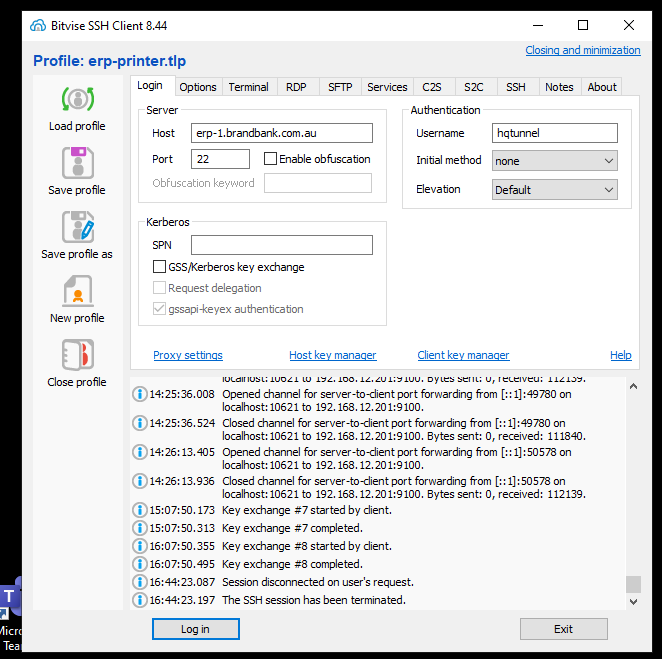 Bitvise SSH Client 8.44
Profile: erp-printer.tlp
Closing and minimization
Load profile
Save profile
Save profile as
New profile
Close profile
Login Options Terminal RDP SFTP Services C2S S2C SSH Notes About
Server
Host erp-1.brandbank.com.au
Port 22 Enable obfuscation
Obfuscation keyword
Authentication
Username hqtunnel
Initial method none
Elevation Default
Kerberos
SPN
GSS/Kerberos key exchange
Request delegation
gssapi-keyex authentication
Proxy settings Host key manager Client key manager Help
localhost:10621 to 192.168.12.201:9100. Bytes sent: 0, received: 112139.
14:25:36.008 Opened channel for server-to-client port forwarding from [::1]:49780 on
localhost:10621 to 192.168.12.201:9100.
14:25:36.524 Closed channel for server-to-client port forwarding from [::1]:49780 on
localhost:10621 to 192.168.12.201:9100. Bytes sent: 0, received: 111840.
14:26:13.405 Opened channel for server-to-client port forwarding from [::1]:50578 on
localhost:10621 to 192.168.12.201:9100.
14:26:13.936 Closed channel for server-to-client port forwarding from [::1]:50578 on
localhost:10621 to 192.168.12.201:9100. Bytes sent: 0, received: 112139.
15:07:50.173 Key exchange #7 started by client.
15:07:50.313 Key exchange #7 completed.
16:07:50.355 Key exchange #8 started by client.
16:07:50.495 Key exchange #8 completed.
16:44:23.087 Session disconnected on user's request.
16:44:23.197 The SSH session has been terminated.
T
Micro
Tea
Log in Exit